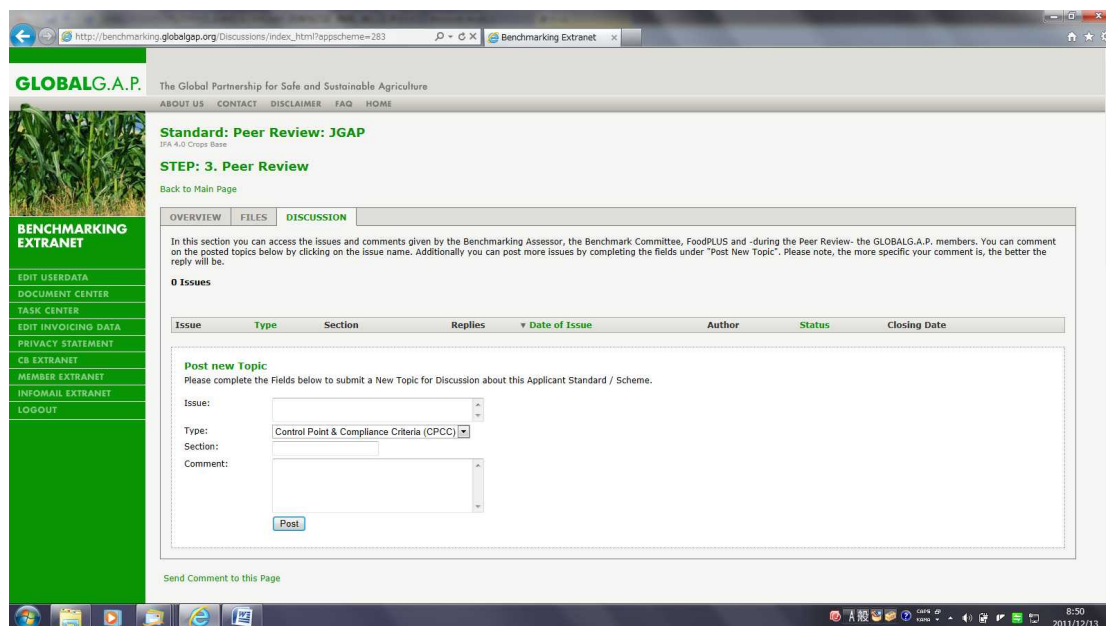 http://benchmarking.globalgap.org/Discussions/index_html?appscheme=283
Benchmarking Extranet
GLOBALG.A.P.
The Global Partnership for Safe and Sustainable Agriculture
ABOUT US CONTACT DISCLAIMER FAQ HOME
Standard: Peer Review: JGAP
IFA 4.0 Crops Base
STEP: 3. Peer Review
Back to Main Page
BENCHMARKING
EXTRANET
EDIT USERDATA
DOCUMENT CENTER
TASK CENTER
EDIT INVOICING DATA
PRIVACY STATEMENT
CB EXTRANET
MEMBER EXTRANET
INFOMAIL EXTRANET
LOGOUT
OVERVIEW FILES DISCUSSION
In this section you can access the issues and comments given by the Benchmarking Assessor, the Benchmark Committee, FoodPLUS and -during the Peer Review- the GLOBALG.A.P. members. You can comment
on the posted topics below by clicking on the issue name. Additionally you can post more issues by completing the fields under "Post New Topic". Please note, the more specific your comment is, the better the
reply will be.
0 Issues
Issue Type Section Replies ▼ Date of Issue Author Status Closing Date
Post new Topic
Please complete the Fields below to submit a New Topic for Discussion about this Applicant Standard / Scheme.
Issue:
Type: Control Point & Compliance Criteria (CPCC)
Section:
Comment:
Post
Send Comment to this Page
A 般 CAPS
KANA
8:50
2011/12/13